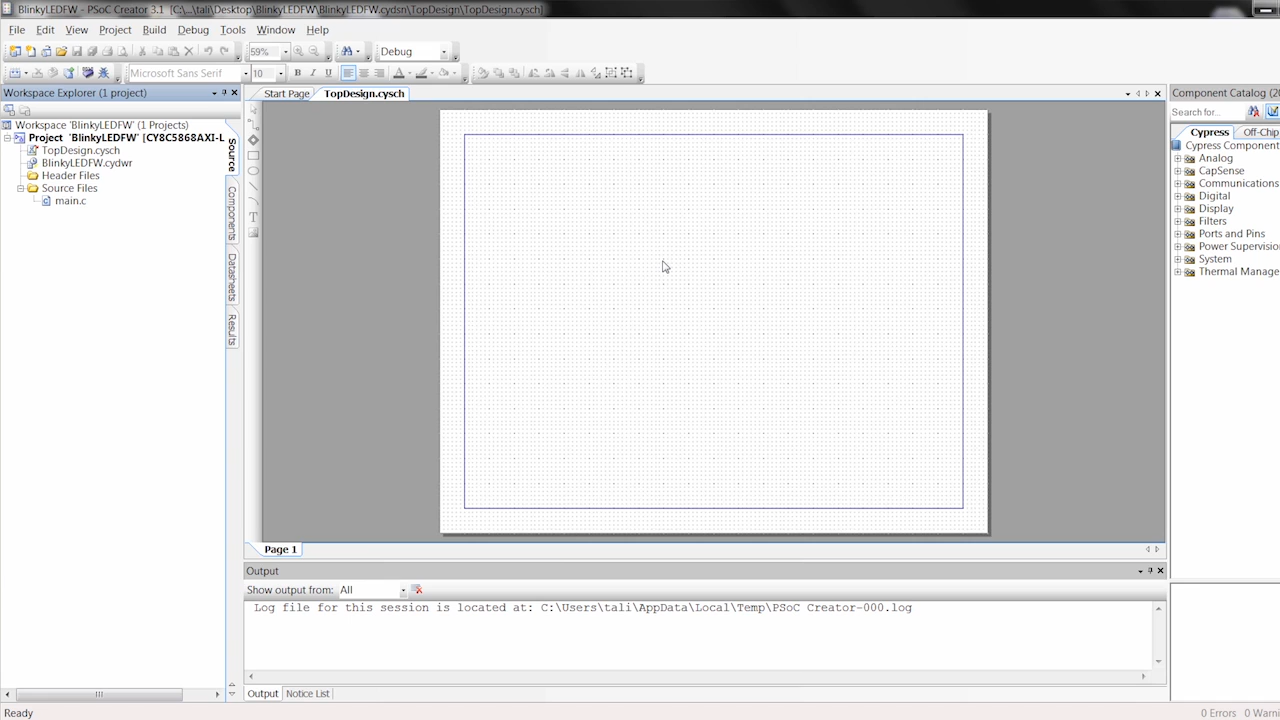 BlinkyLEDFW - PSoC Creator 3.1 [C:\...\tali\Desktop\BlinkyLEDFW\BlinkyLEDFW.cydsn\TopDesign\TopDesign.cysch]
File Edit View Project Build Debug Tools Window Help
59% Debug
Microsoft Sans Serif 10 B I U A
Workspace Explorer (1 project)
Workspace 'BlinkyLEDFW' (1 Projects)
Project 'BlinkyLEDFW' [CY8C5868AXI-L
TopDesign.cysch
BlinkyLEDFW.cydwr
Header Files
Source Files
main.c
Source
Components
Datasheets
Results
Start Page TopDesign.cysch
T
Page 1
Component Catalog (20
Search for...
Cypress Off-Chip
Cypress Component
Analog
CapSense
Communications
Digital
Display
Filters
Ports and Pins
Power Supervisio
System
Thermal Manage
Output
Show output from: All
Log file for this session is located at: C:\Users\tali\AppData\Local\Temp\PSoC Creator-000.log
Output Notice List
Ready 0 Errors 0 Warni